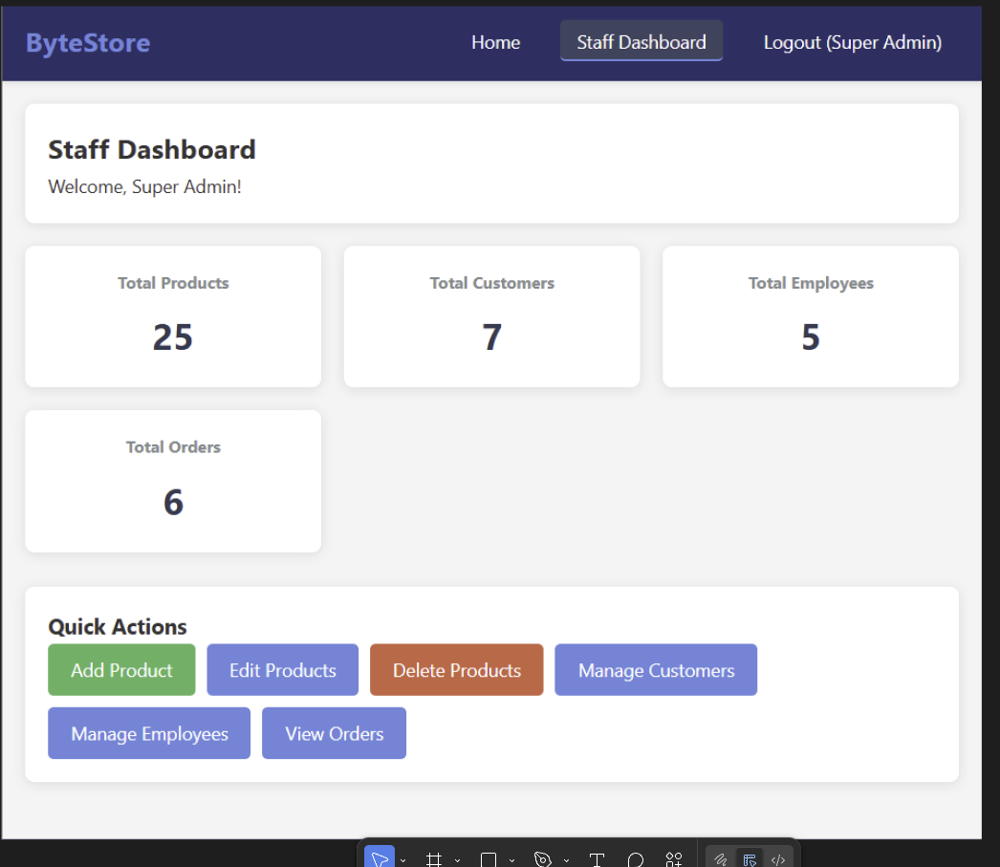 ByteStore Home Staff Dashboard Logout (Super Admin)
Staff Dashboard
Welcome, Super Admin!
Total Products Total Customers Total Employees
25 7 5
Total Orders
6
Quick Actions
Add Product Edit Products Delete Products Manage Customers
Manage Employees View Orders